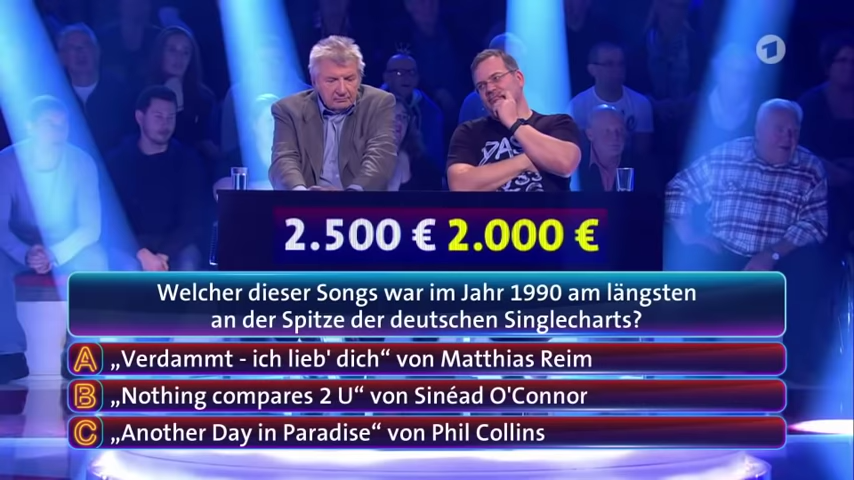 1
2.500 € 2.000 €
Welcher dieser Songs war im Jahr 1990 am längsten
an der Spitze der deutschen Singlecharts?
A „Verdammt - ich lieb' dich“ von Matthias Reim
B „Nothing compares 2 U“ von Sinéad O'Connor
C „Another Day in Paradise“ von Phil Collins